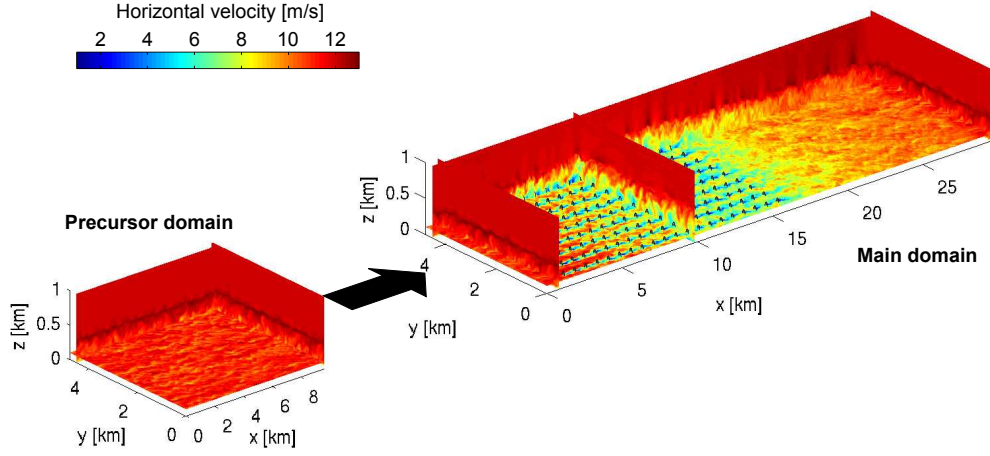 Horizontal velocity [m/s]
2 4 6 8 10 12
Precursor domain
z [km]
1
0.5
0
4
2
0
y [km]
0 2 4 6 8
x [km]
z [km]
1
0.5
0
4
2
0
y [km]
0 5 10 15 20 25
x [km]
Main domain